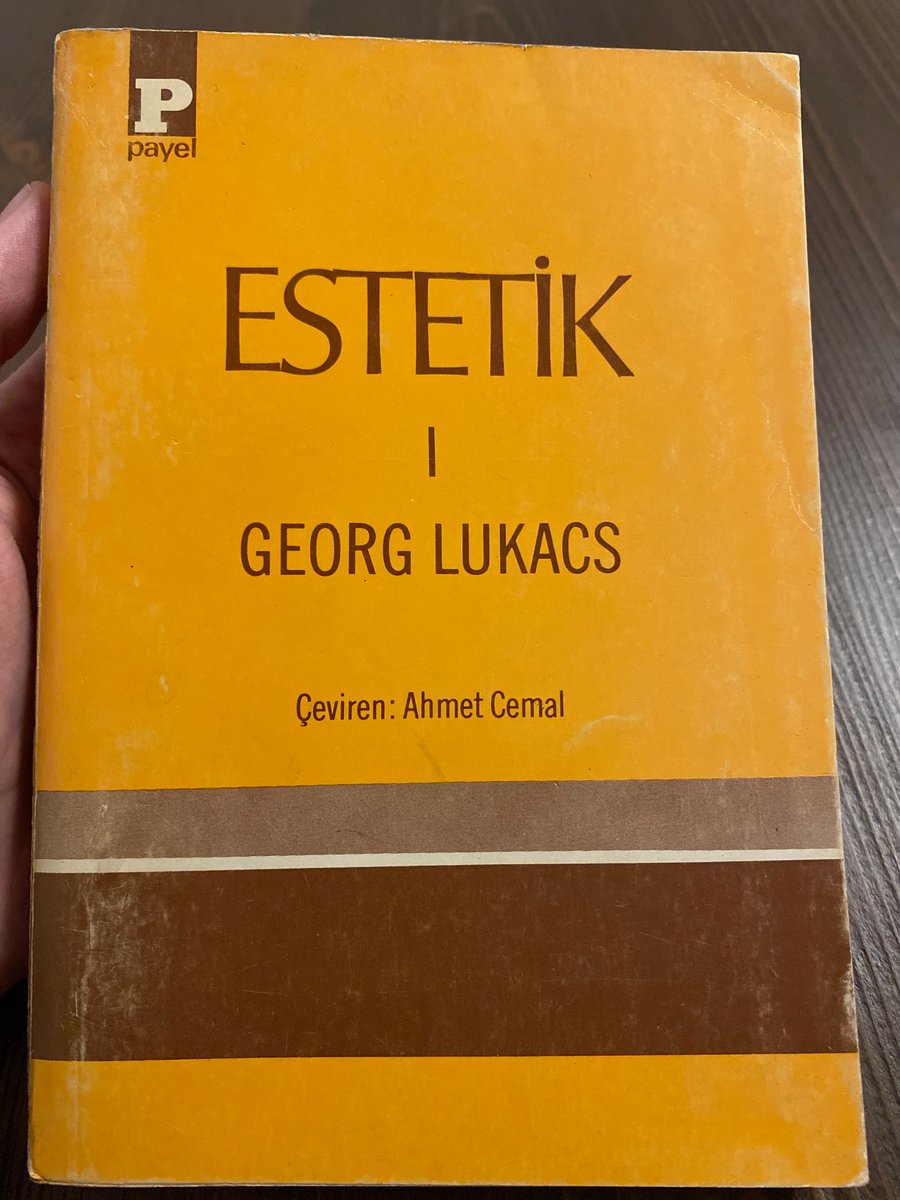 P
payel
ESTETİK
I
GEORG LUKACS
Çeviren: Ahmet Cemal